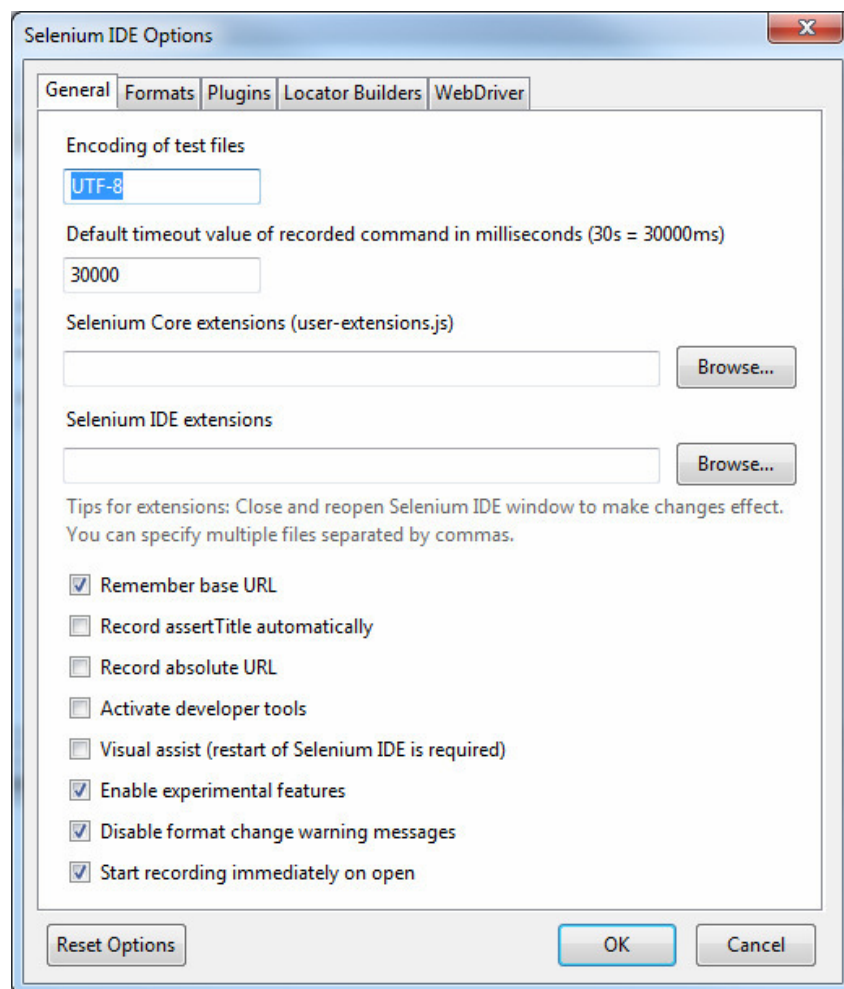 Selenium IDE Options
General Formats Plugins Locator Builders WebDriver
Encoding of test files
UTF-8
Default timeout value of recorded command in milliseconds (30s = 30000ms)
30000
Selenium Core extensions (user-extensions.js)
Browse...
Selenium IDE extensions
Browse...
Tips for extensions: Close and reopen Selenium IDE window to make changes effect.
You can specify multiple files separated by commas.
Remember base URL
Record assertTitle automatically
Record absolute URL
Activate developer tools
Visual assist (restart of Selenium IDE is required)
Enable experimental features
Disable format change warning messages
Start recording immediately on open
Reset Options OK Cancel